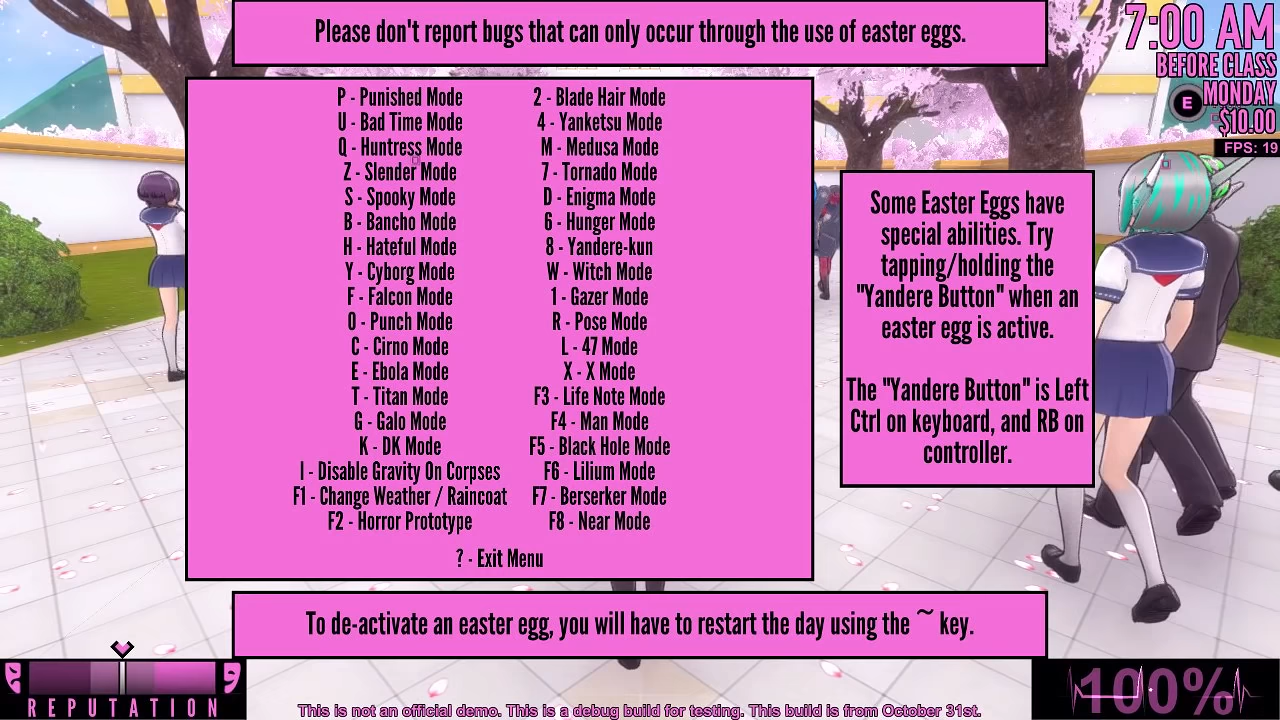 Please don't report bugs that can only occur through the use of easter eggs.
7:00 AM
BEFORE CLASS
MONDAY
E
$10.00
FPS: 19
P - Punished Mode
U - Bad Time Mode
Q - Huntress Mode
Z - Slender Mode
S - Spooky Mode
B - Bancho Mode
H - Hateful Mode
Y - Cyborg Mode
F - Falcon Mode
O - Punch Mode
C - Cirno Mode
E - Ebola Mode
T - Titan Mode
G - Galo Mode
K - DK Mode
I - Disable Gravity On Corpses
F1 - Change Weather / Raincoat
F2 - Horror Prototype
2 - Blade Hair Mode
4 - Yanketsu Mode
M - Medusa Mode
7 - Tornado Mode
D - Enigma Mode
6 - Hunger Mode
8 - Yandere-kun
W - Witch Mode
1 - Gazer Mode
R - Pose Mode
L - 47 Mode
X - X Mode
F3 - Life Note Mode
F4 - Man Mode
F5 - Black Hole Mode
F6 - Lilium Mode
F7 - Berserker Mode
F8 - Near Mode
? - Exit Menu
Some Easter Eggs have
special abilities. Try
tapping/holding the
"Yandere Button" when an
easter egg is active.
The "Yandere Button" is Left
Ctrl on keyboard, and RB on
controller.
To de-activate an easter egg, you will have to restart the day using the ~ key.
REPUTATION
100%
This is not an official demo. This is a debug build for testing. This build is from October 31st.